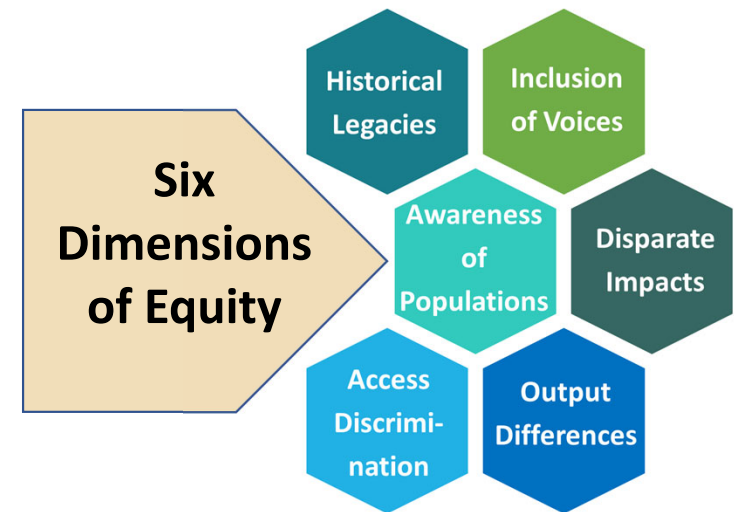 Six
Dimensions
of Equity
Historical
Legacies
Inclusion
of Voices
Awareness
of
Populations
Disparate
Impacts
Access
Discrimi-
nation
Output
Differences